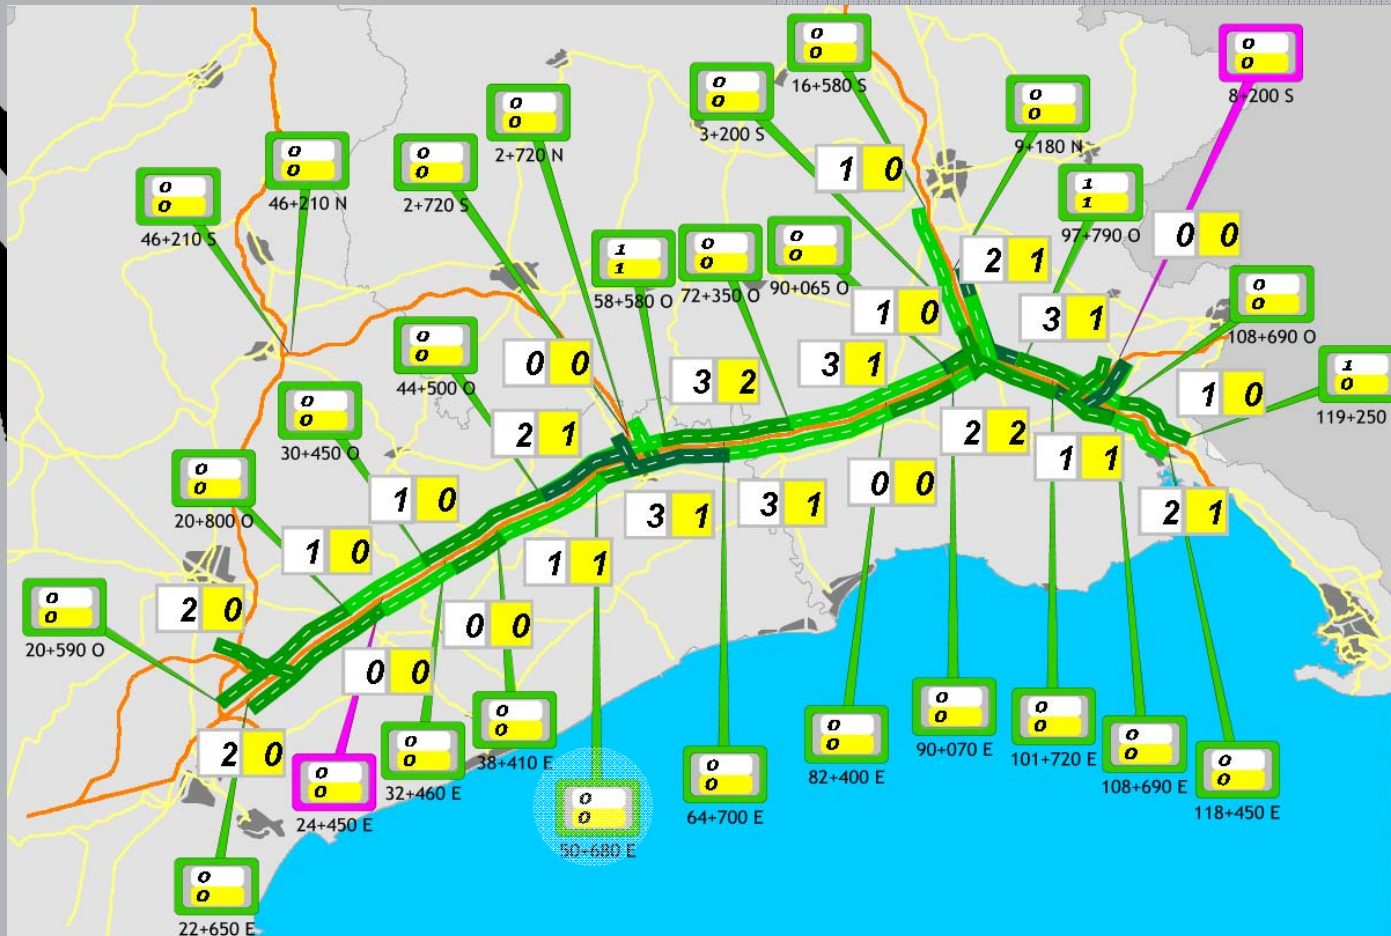 0
0
16+580 S
0
0
8+200 S
0
0
3+200 S
0
0
9+180 N
0
0
2+720 N
0
0
46+210 N
0
0
2+720 S
1 0
1
1
97+790 O
0
0
46+210 S
0 0
2 1
1
1
58+580 O
0
0
72+350 O
0
0
90+065 O
0
0
108+690 O
1 0
3 1
0
0
44+500 O
0 0
3 2
3 1
1
0
119+250
1 0
0
0
30+450 O
2 1
2 2
1 1
0
0
20+800 O
1 0
3 1
3 1
0 0
2 1
1 0
1 1
0
0
20+590 O
2 0
0 0
0 0
2 0
0
0
24+450 E
0
0
32+460 E
0
0
38+410 E
0
0
50+680 E
0
0
64+700 E
0
0
82+400 E
0
0
90+070 E
0
0
101+720 E
0
0
108+690 E
0
0
118+450 E
0
0
22+650 E